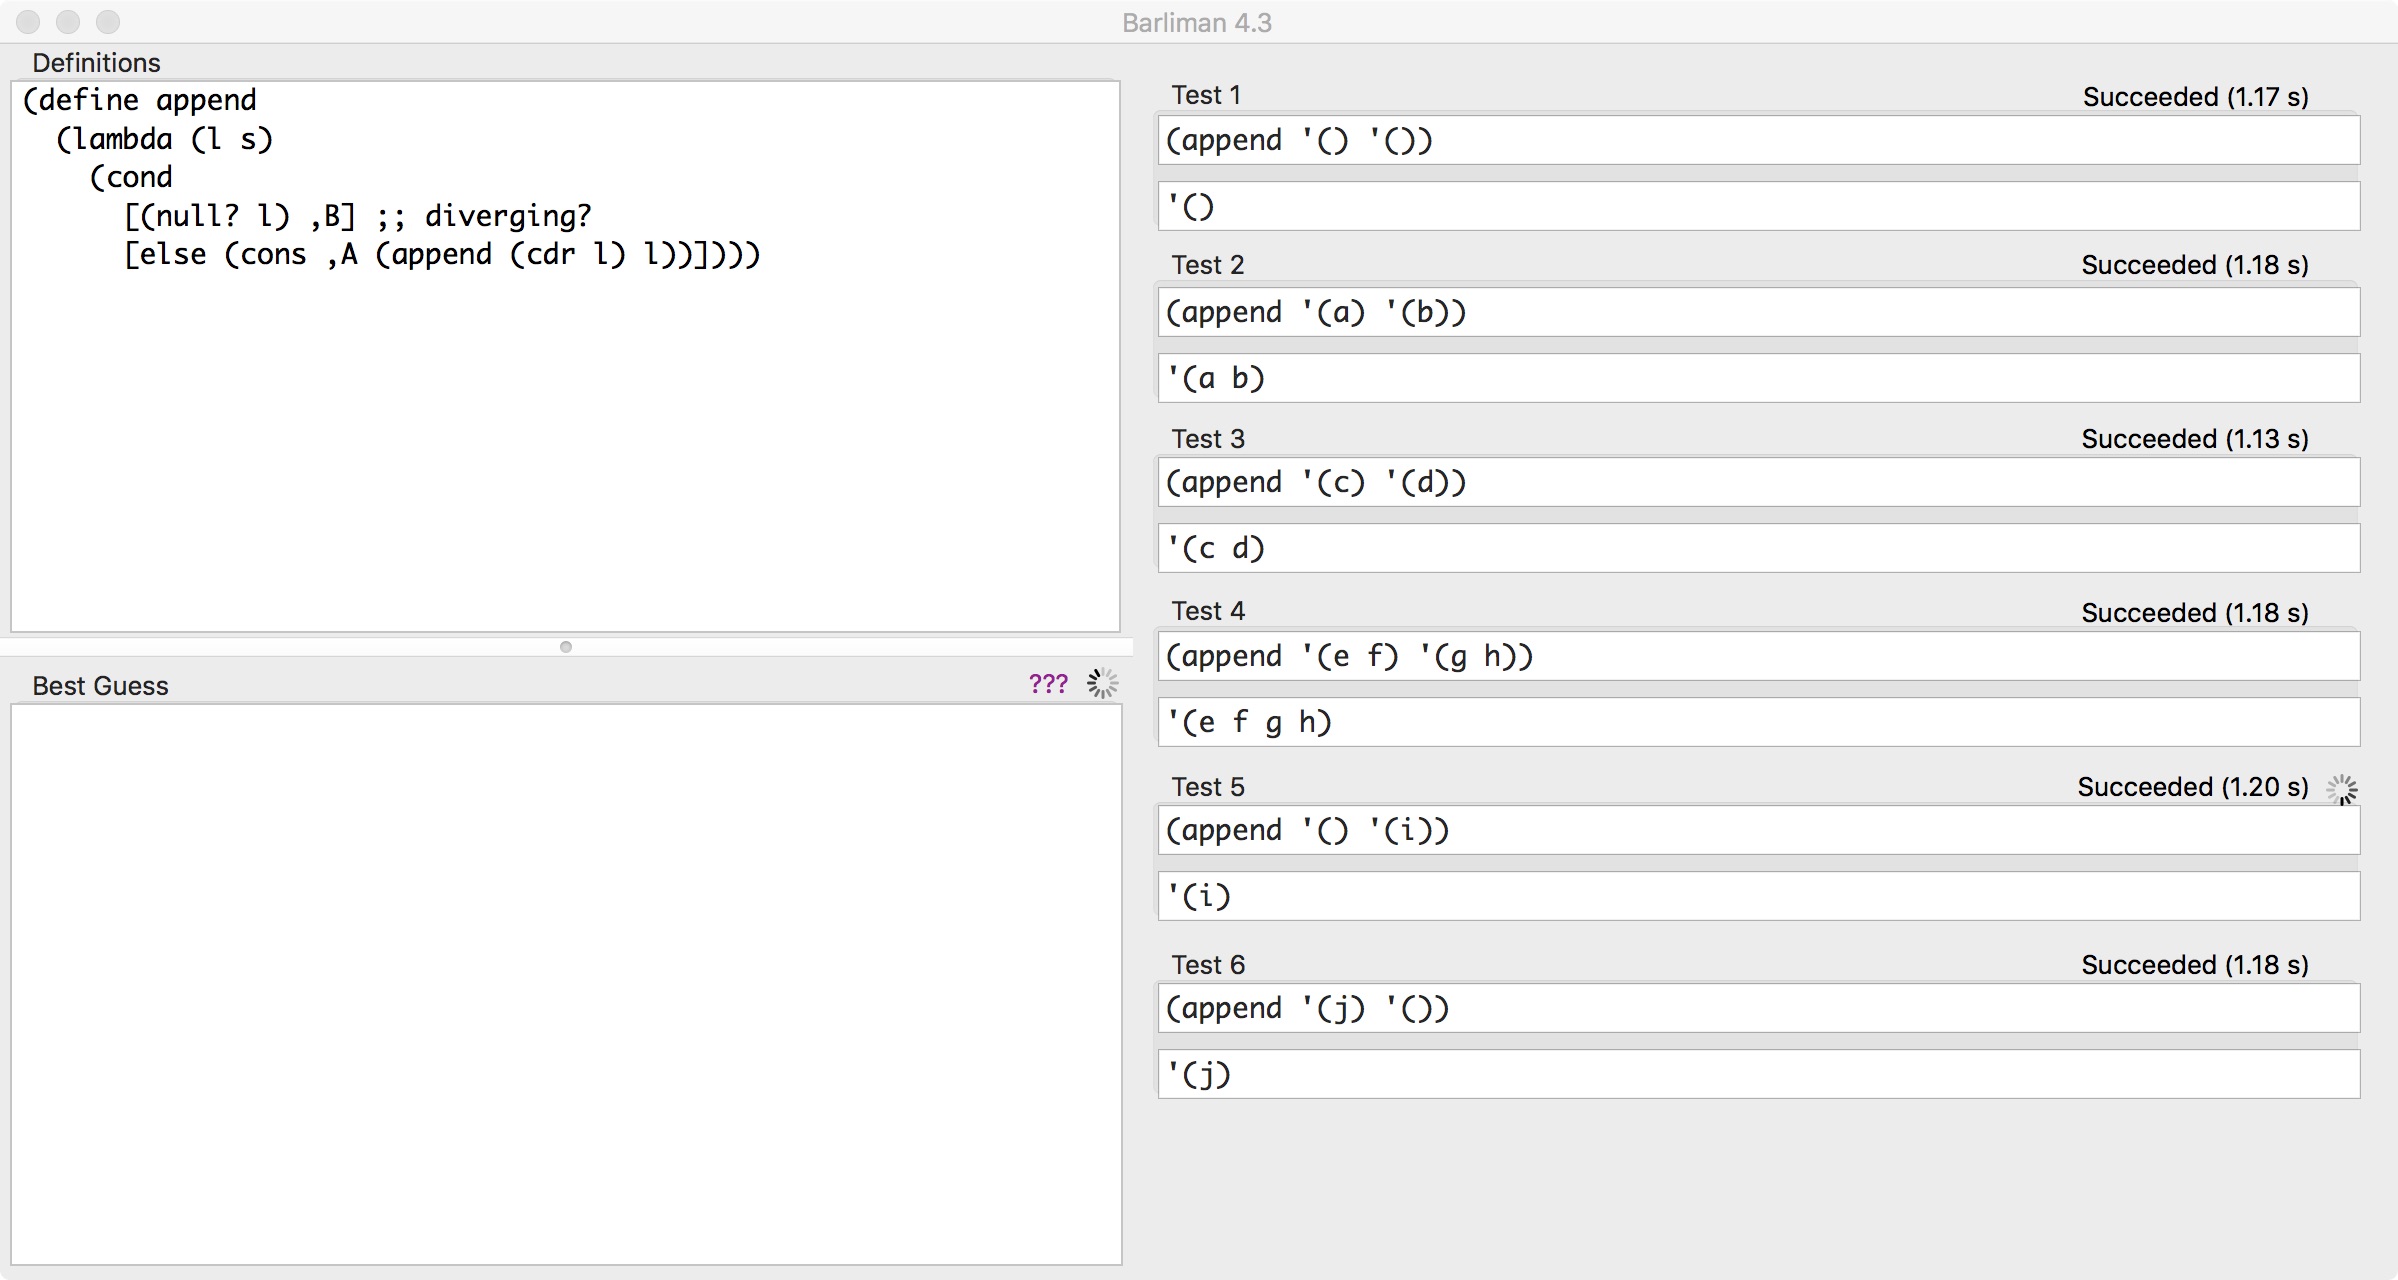 Barliman 4.3
Definitions
(define append
  (lambda (l s)
    (cond
      [(null? l) ,B] ;; diverging?
      [else (cons ,A (append (cdr l) l))])))
Best Guess
???
Test 1
Succeeded (1.17 s)
(append '() '())
'()
Test 2
Succeeded (1.18 s)
(append '(a) '(b))
'(a b)
Test 3
Succeeded (1.13 s)
(append '(c) '(d))
'(c d)
Test 4
Succeeded (1.18 s)
(append '(e f) '(g h))
'(e f g h)
Test 5
Succeeded (1.20 s)
(append '() '(i))
'(i)
Test 6
Succeeded (1.18 s)
(append '(j) '())
'(j)